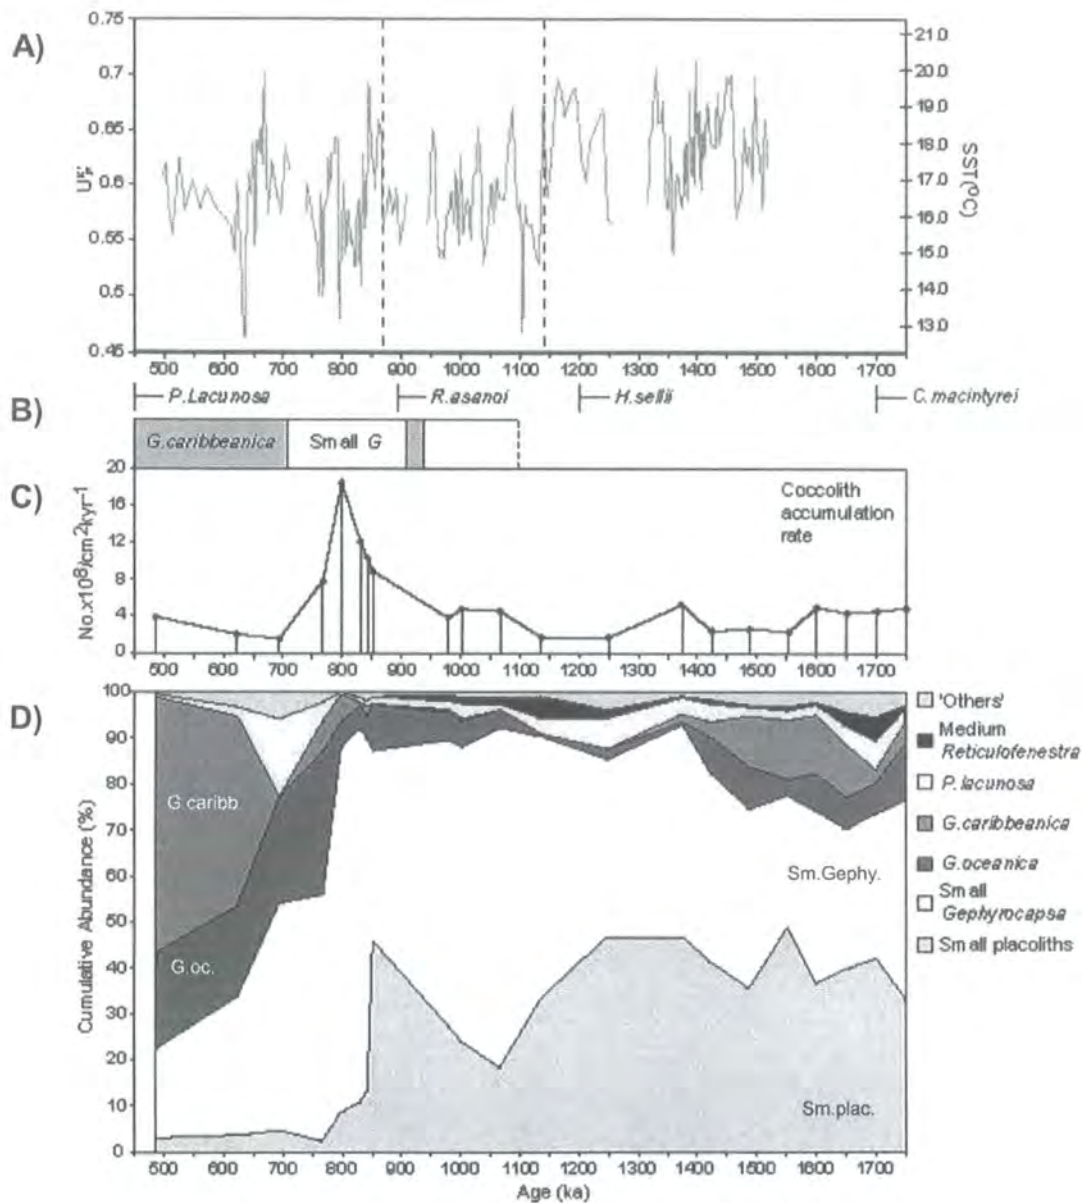 A)
0.75
0.7
0.65
0.6
0.55
0.5
0.45
21.0
20.0
19.0
18.0
17.0
16.0
15.0
14.0
13.0
SST(°C)
500 600 700 800 900 1000 1100 1200 1300 1400 1500 1600 1700
P.Lacunosa R.asanoi H.sellii C.macintyrei
B)
G.caribbeanica Small G
C)
20
16
12
8
4
0
No.x10⁸/cm²kyr⁻¹
Coccolith
accumulation
rate
500 600 700 800 900 1000 1100 1200 1300 1400 1500 1600 1700
D)
100
90
80
70
60
50
40
30
20
10
0
Cumulative Abundance (%)
G.caribb.
G.oc.
Sm.Gephy.
Sm.plac.
'Others'
Medium
Reticulofenestra
P.lacunosa
G.caribbeanica
G.oceanica
Small
Gephyrocapsa
Small placoliths
500 600 700 800 900 1000 1100 1200 1300 1400 1500 1600 1700
Age (ka)